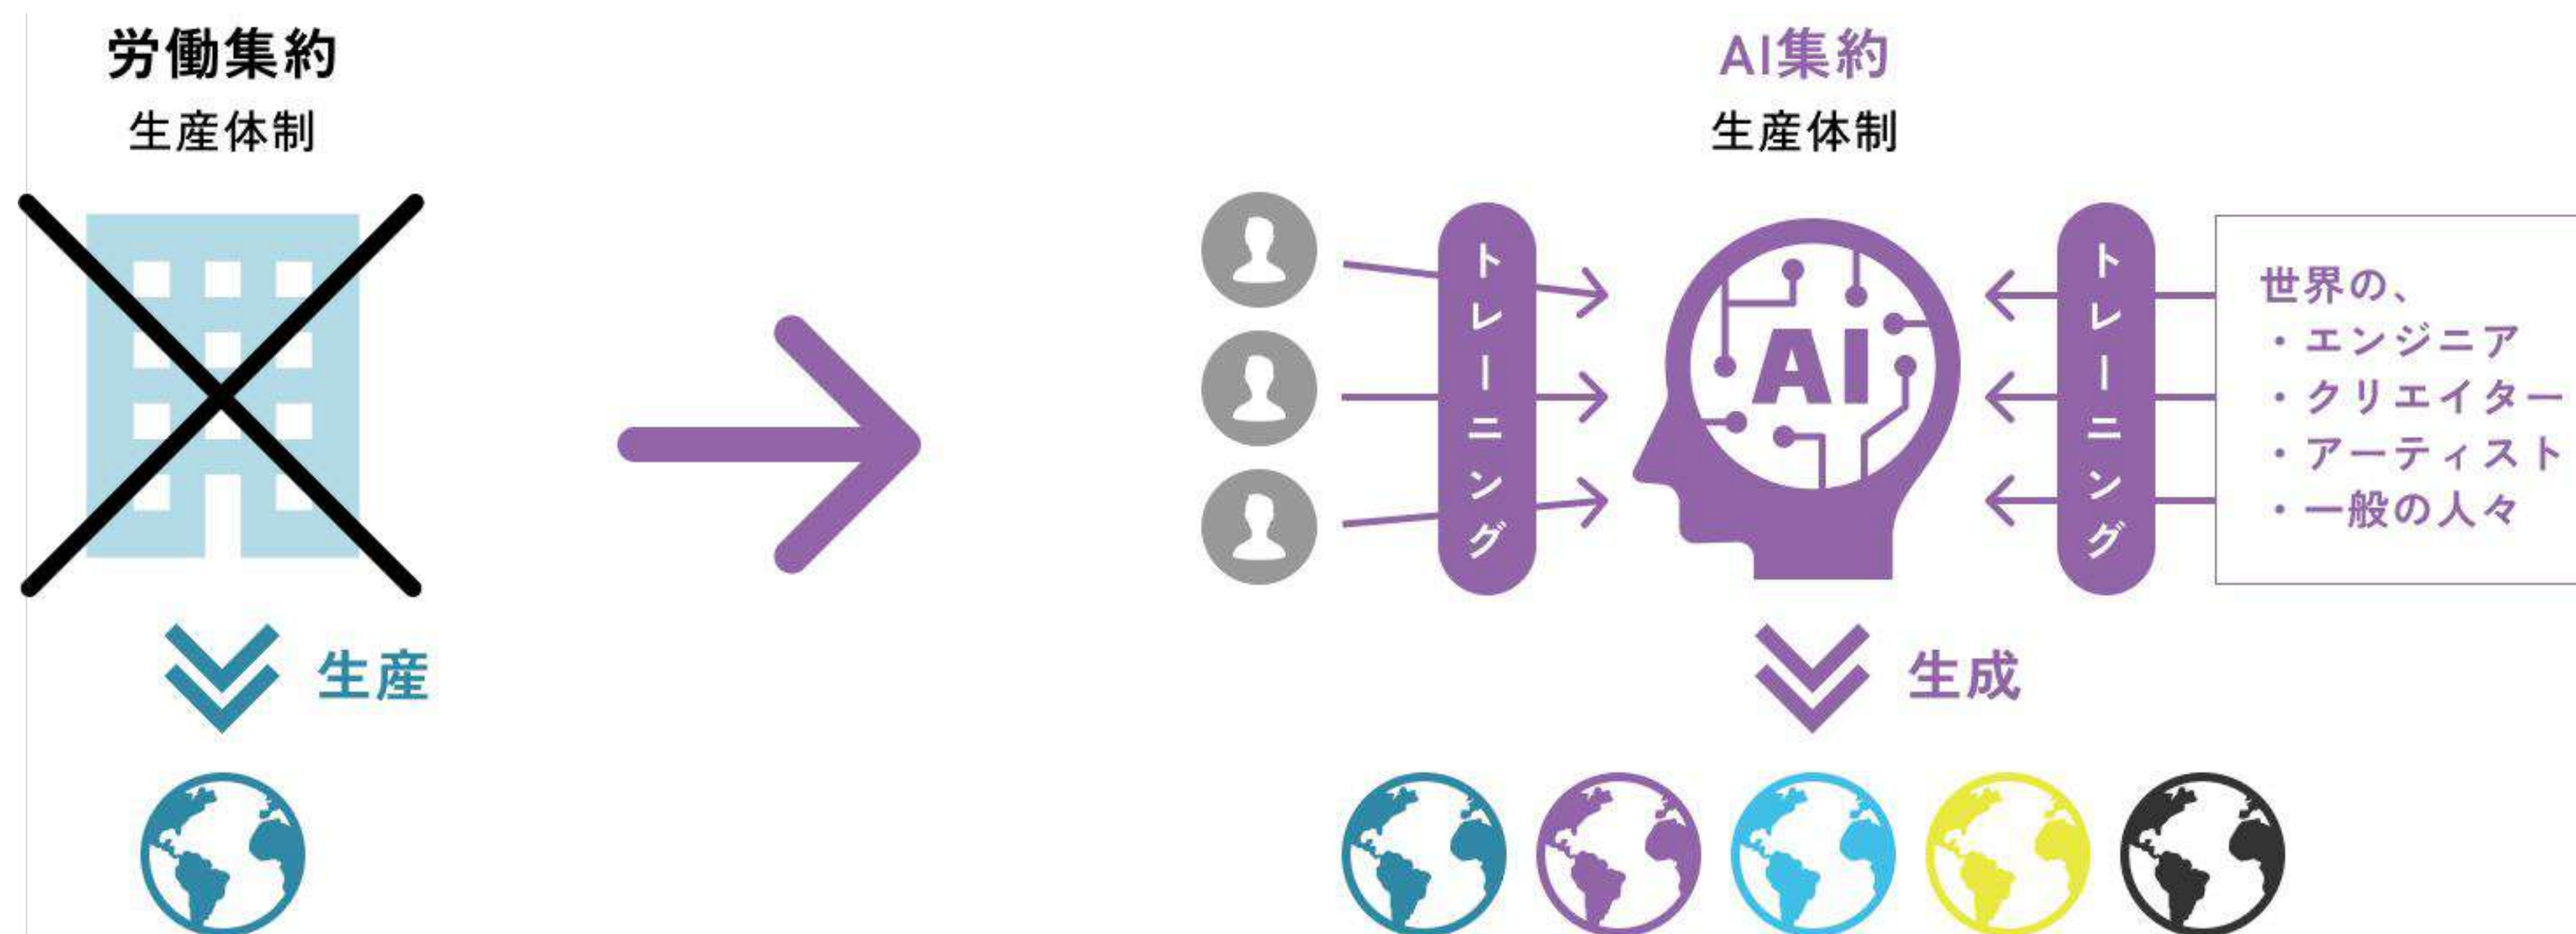 労働集約
生産体制
生産
AI集約
生産体制
トレーニング
AI
トレーニング
世界の、
・エンジニア
・クリエイター
・アーティスト
・一般の人々
生成